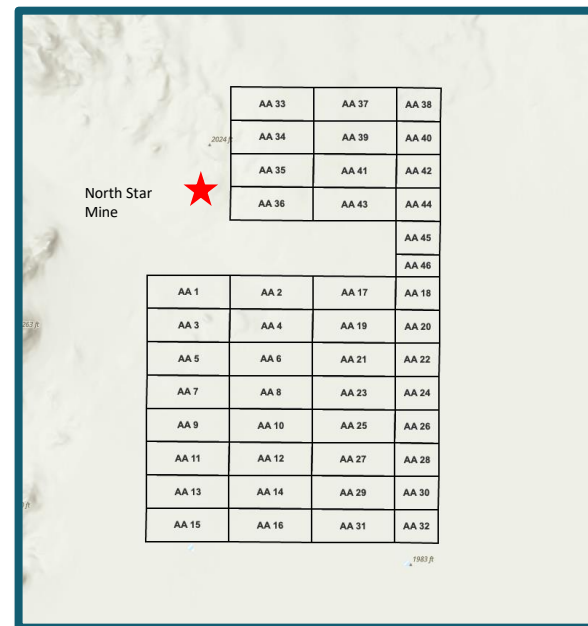 AA 33 AA 37 AA 38
2024 ft
AA 34 AA 39 AA 40
AA 35 AA 41 AA 42
North Star
Mine
AA 36 AA 43 AA 44
AA 45
AA 46
AA 1 AA 2 AA 17 AA 18
263 ft
AA 3 AA 4 AA 19 AA 20
AA 5 AA 6 AA 21 AA 22
AA 7 AA 8 AA 23 AA 24
AA 9 AA 10 AA 25 AA 26
AA 11 AA 12 AA 27 AA 28
AA 13 AA 14 AA 29 AA 30
ft
AA 15 AA 16 AA 31 AA 32
1983 ft